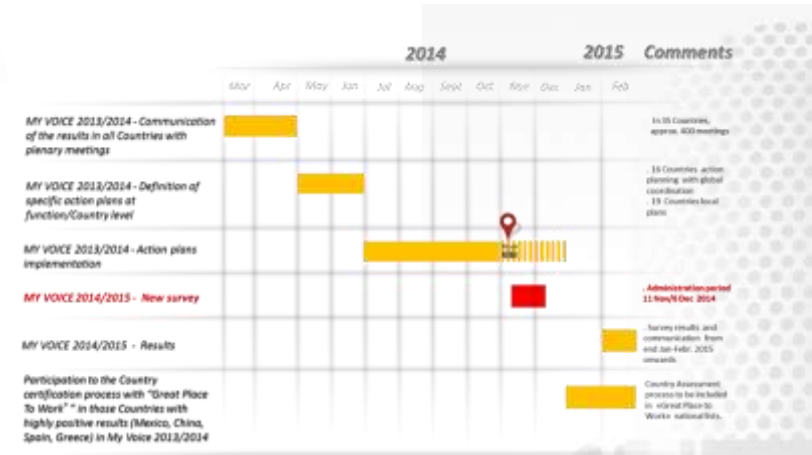 2014
2015 Comments
Mar Apr May Jun Jul Aug Sept Oct Nov Dec Jan Feb
MY VOICE 2013/2014 - Communication
of the results in all Countries with
plenary meetings
In 35 Countries,
approx. 400 meetings
MY VOICE 2013/2014 - Definition of
specific action plans at
function/Country level
. 16 Countries action
planning with global
coordination
. 19 Countries local
plans
MY VOICE 2013/2014 - Action plans
implementation
MY VOICE 2014/2015 - New survey
. Administration period
11 Nov/6 Dec 2014
MY VOICE 2014/2015 - Results
. Survey results and
communication from
end Jan-Febr. 2015
onwards
Participation to the Country
certification process with "Great Place
To Work" " in those Countries with
highly positive results (Mexico, China,
Spain, Greece) in My Voice 2013/2014
Country Assessment
process to be included
in «Great Place to
Work» national lists.